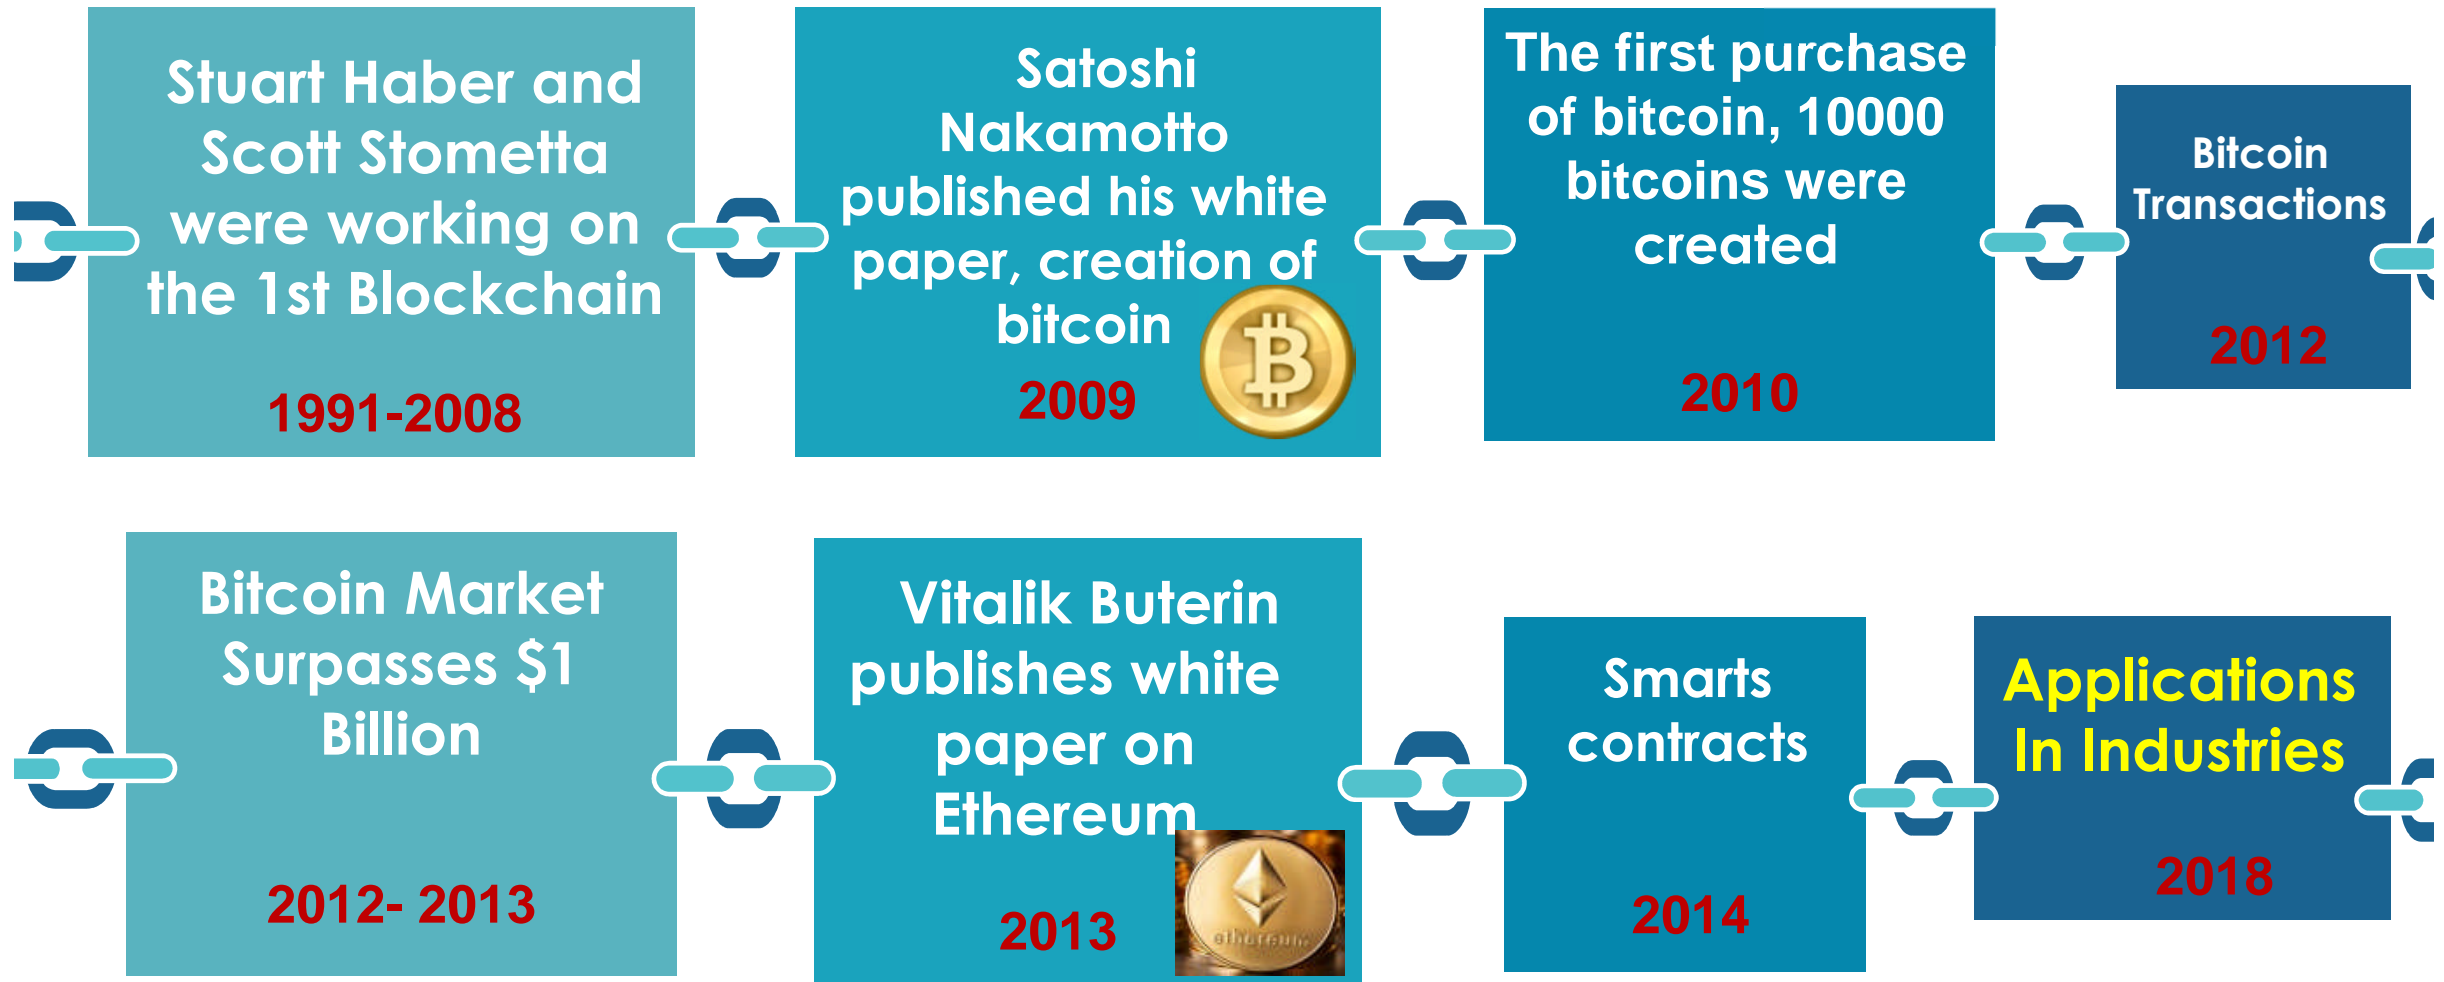 Stuart Haber and
Scott Stometta
were working on
the 1st Blockchain
1991-2008
Satoshi
Nakamotto
published his white
paper, creation of
bitcoin
2009
The first purchase
of bitcoin, 10000
bitcoins were
created
2010
Bitcoin
Transactions
2012
Bitcoin Market
Surpasses $1
Billion
2012- 2013
Vitalik Buterin
publishes white
paper on
Ethereum
2013
ethereum
Smarts
contracts
2014
Applications
In Industries
2018